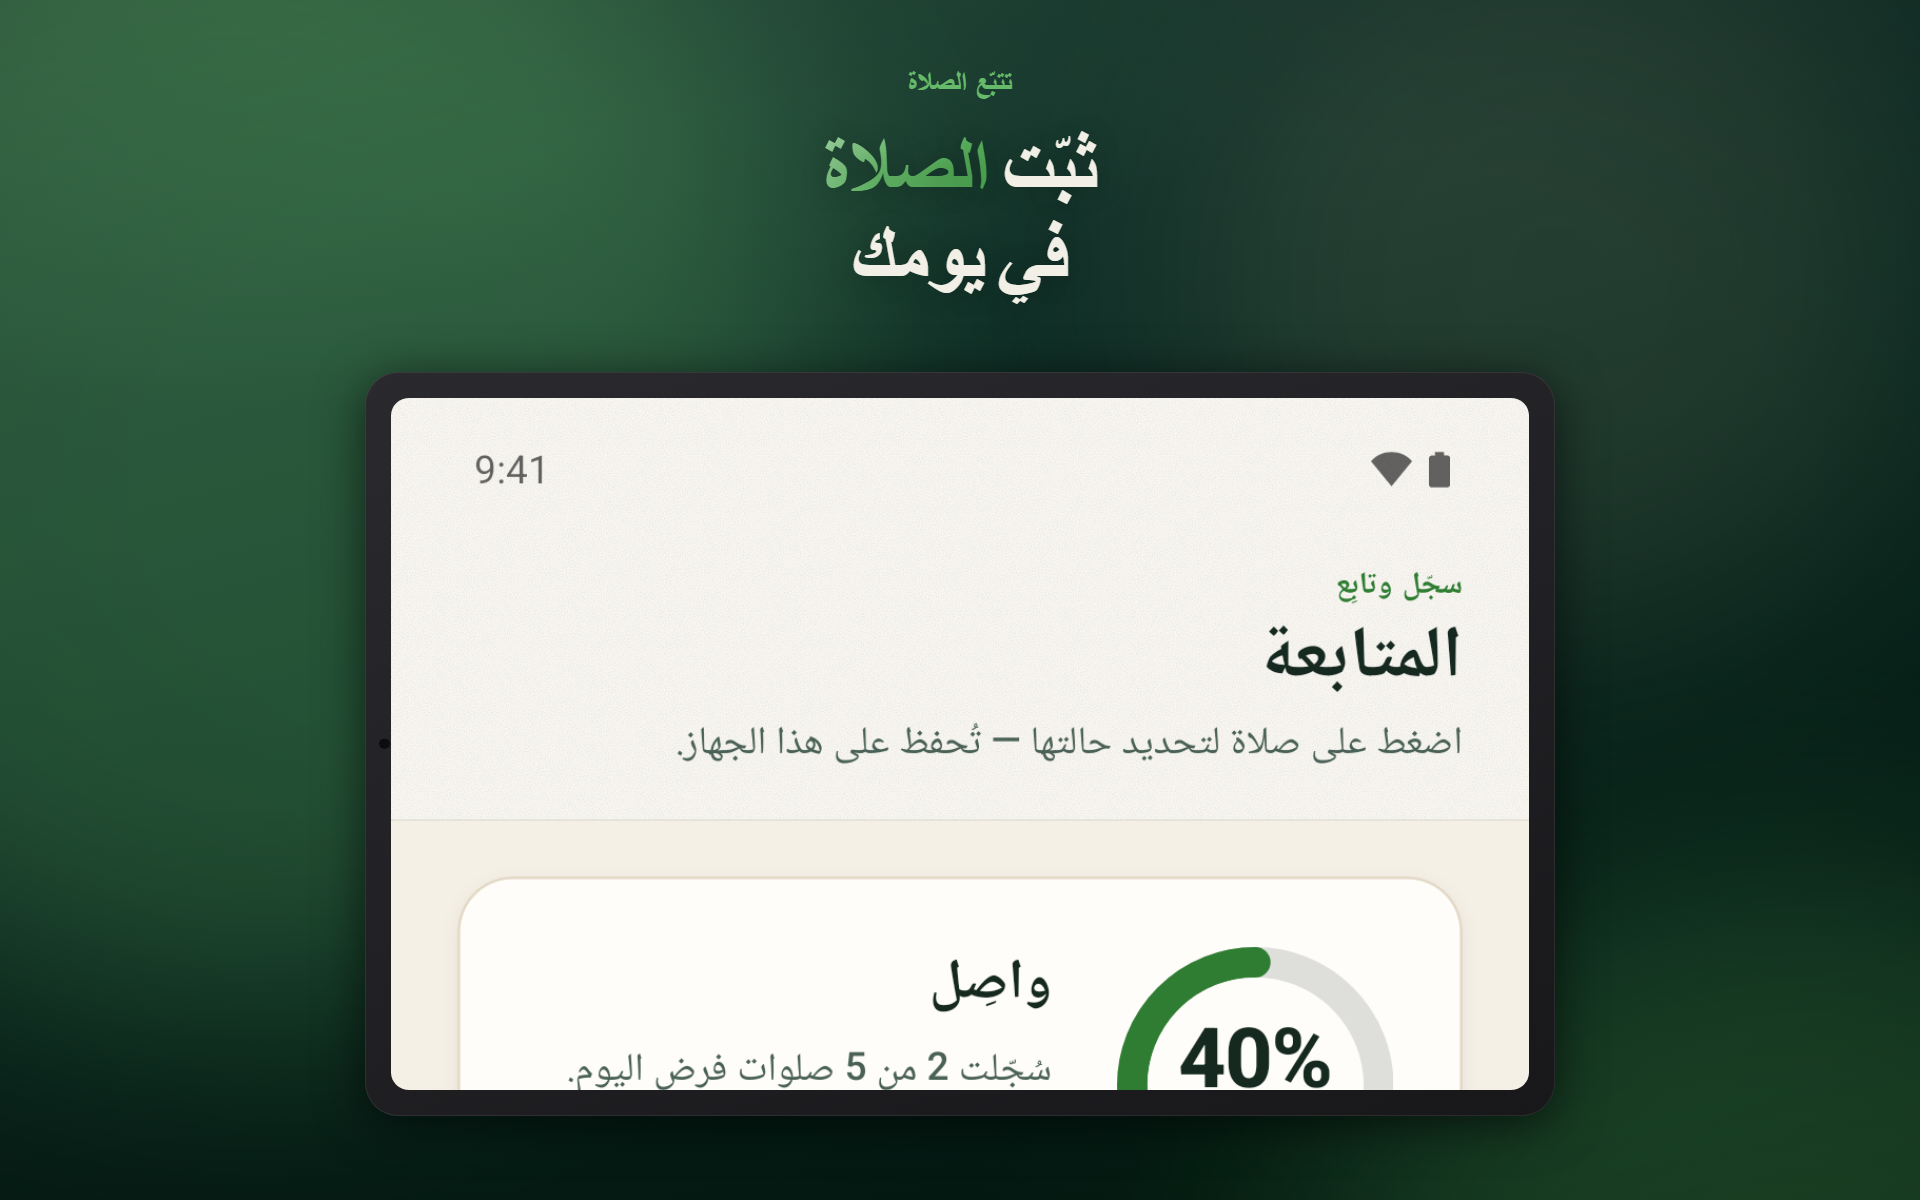 تتبّع الصلاة
ثبّت الصلاة
في يومك
9:41
سجّل وتابِع
المتابعة
اضغط على صلاة لتحديد حالتها — تُحفظ على هذا الجهاز.
40%
واصِل
سُجّلت 2 من 5 صلوات فرض اليوم.